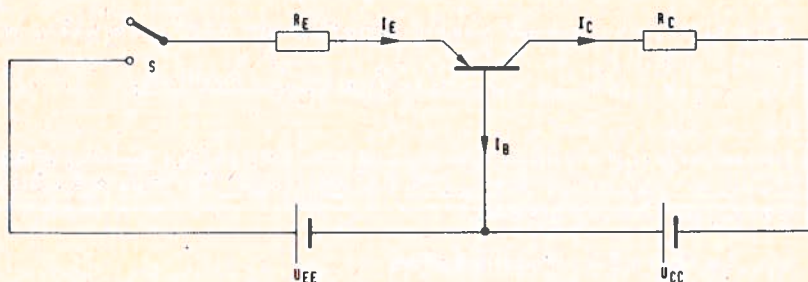 R_E
I_E
I_C
R_C
S
I_B
U_EE
U_CC